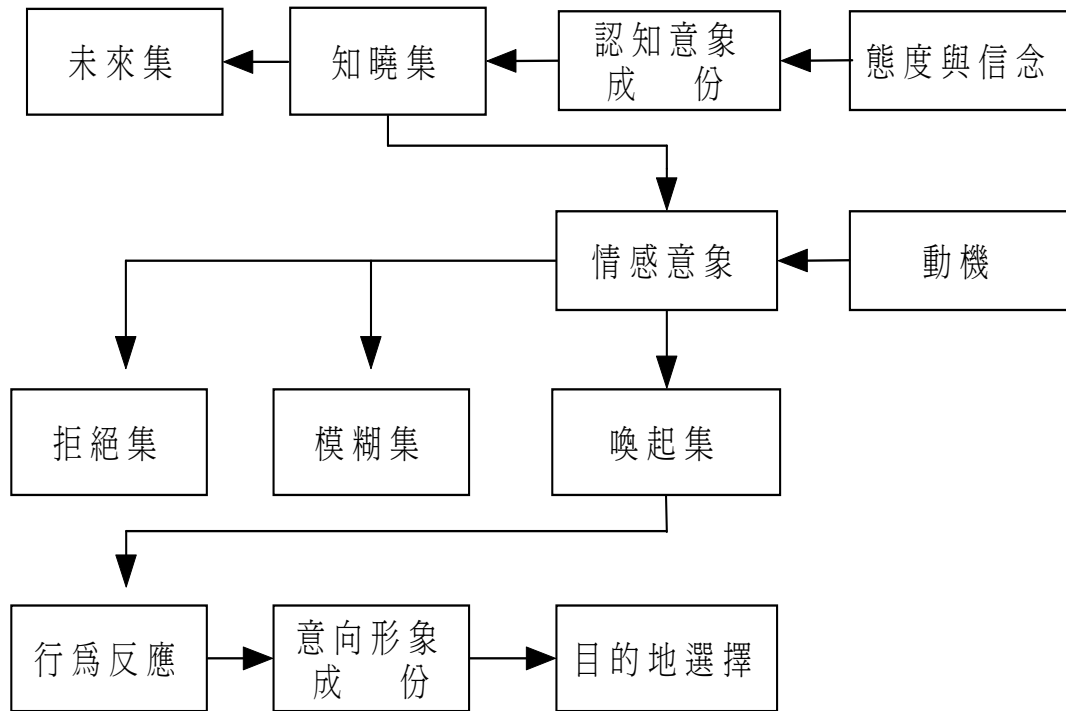 未來集
知曉集
認知意象
成 份
態度與信念
情感意象
動機
拒絕集
模糊集
喚起集
行為反應
意向形象
成 份
目的地選擇